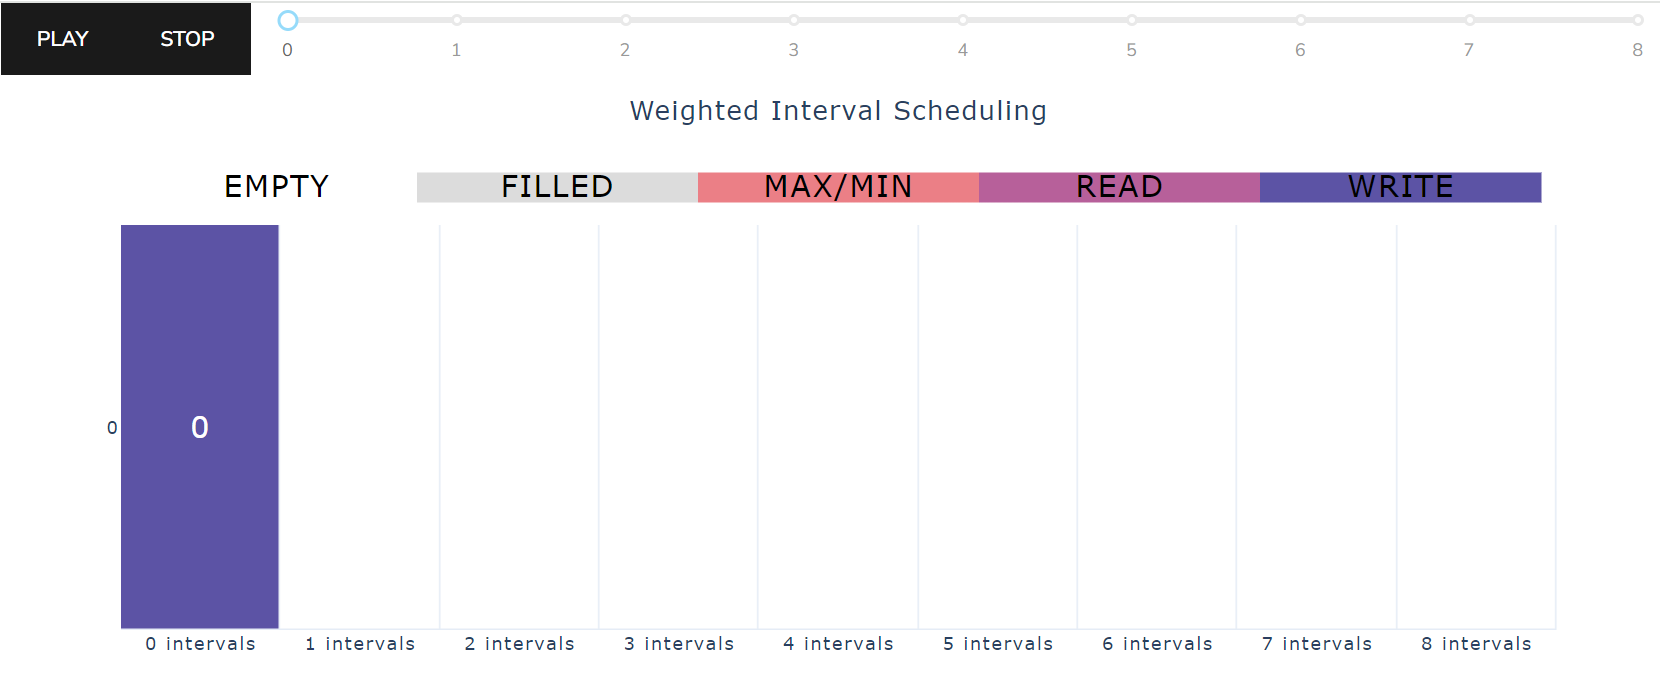 PLAY STOP
0 1 2 3 4 5 6 7 8
Weighted Interval Scheduling
EMPTY FILLED MAX/MIN READ WRITE
0 0
0 intervals 1 intervals 2 intervals 3 intervals 4 intervals 5 intervals 6 intervals 7 intervals 8 intervals